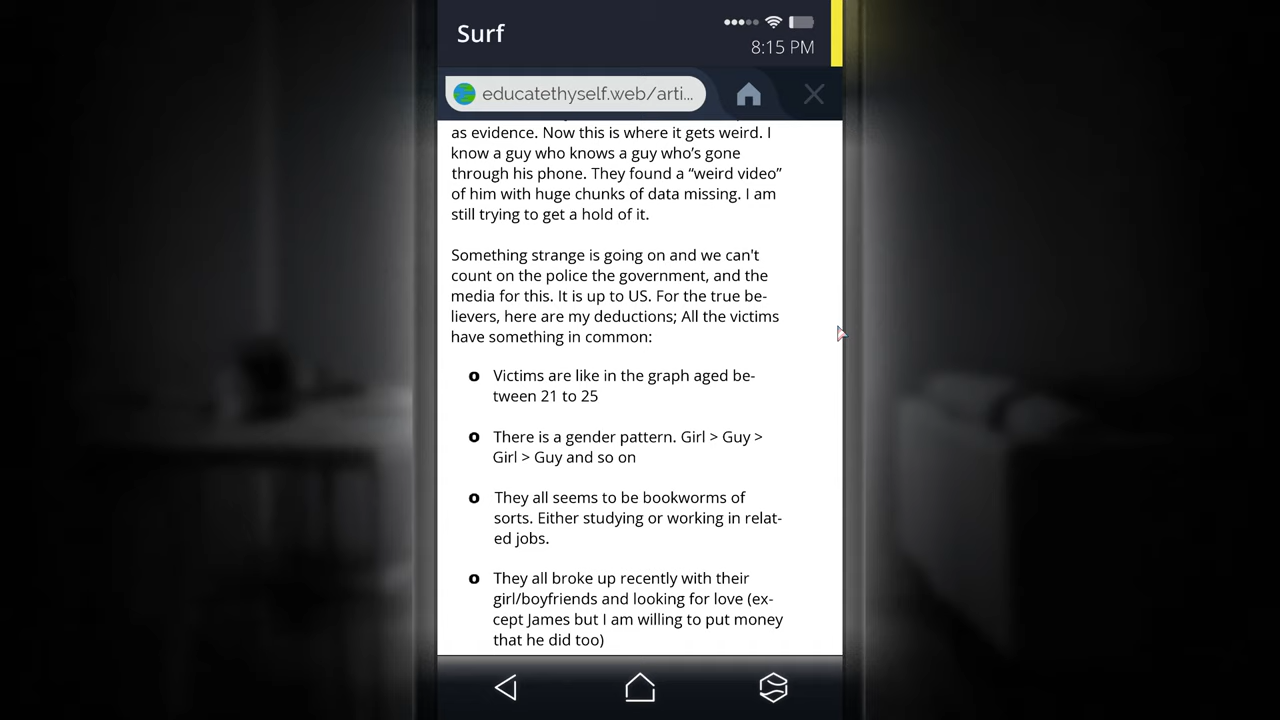 Surf
8:15 PM
educatethyself.web/arti...
as evidence. Now this is where it gets weird. I
know a guy who knows a guy who’s gone
through his phone. They found a “weird video”
of him with huge chunks of data missing. I am
still trying to get a hold of it.
Something strange is going on and we can't
count on the police the government, and the
media for this. It is up to US. For the true be-
lievers, here are my deductions; All the victims
have something in common:
o Victims are like in the graph aged be-
tween 21 to 25
o There is a gender pattern. Girl > Guy >
Girl > Guy and so on
o They all seems to be bookworms of
sorts. Either studying or working in relat-
ed jobs.
o They all broke up recently with their
girl/boyfriends and looking for love (ex-
cept James but I am willing to put money
that he did too)